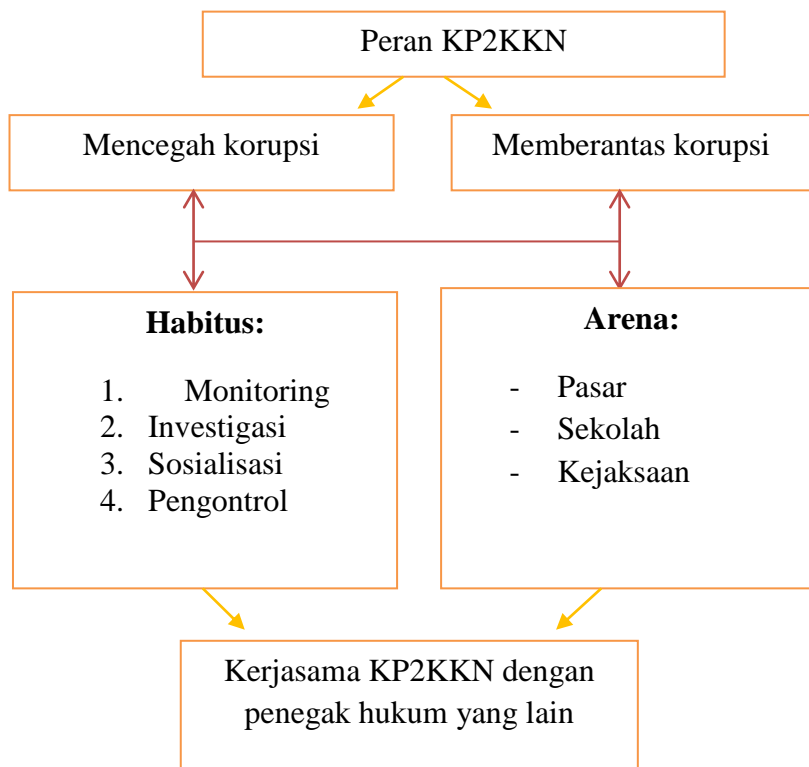 Peran KP2KKN
Mencegah korupsi
Memberantas korupsi
Habitus:
1. Monitoring
2. Investigasi
3. Sosialisasi
4. Pengontrol
Arena:
- Pasar
- Sekolah
- Kejaksaan
Kerjasama KP2KKN dengan
penegak hukum yang lain